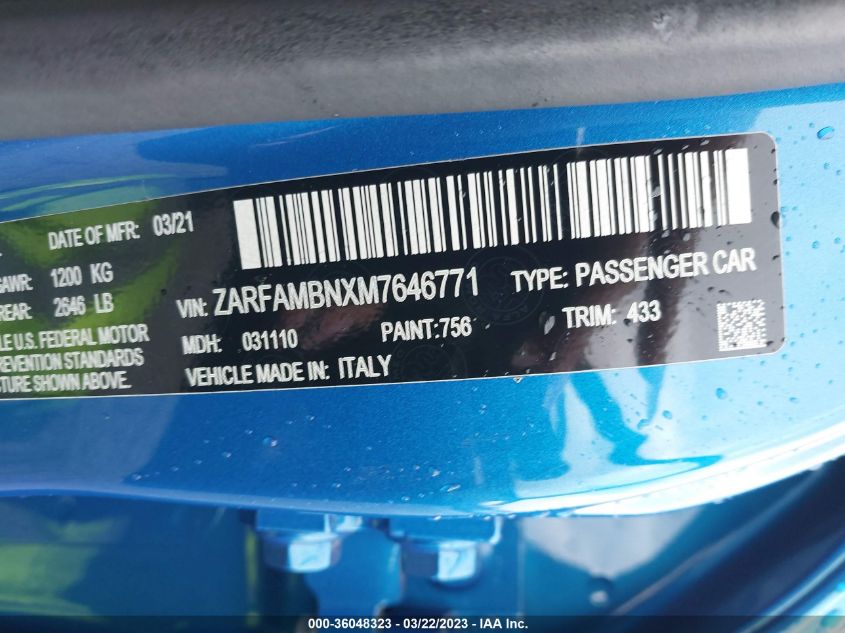 DATE OF MFR: 03/21
GAWR: 1200 KG
REAR: 2646 LB
VIN: ZARFAMBNXM7646771 TYPE: PASSENGER CAR
MDH: 031110 PAINT:756 TRIM: 433
VEHICLE MADE IN: ITALY
LE U.S. FEDERAL MOTOR
PREVENTION STANDARDS
TURE SHOWN ABOVE.
000-36048323 — 03/22/2023 — IAA Inc.